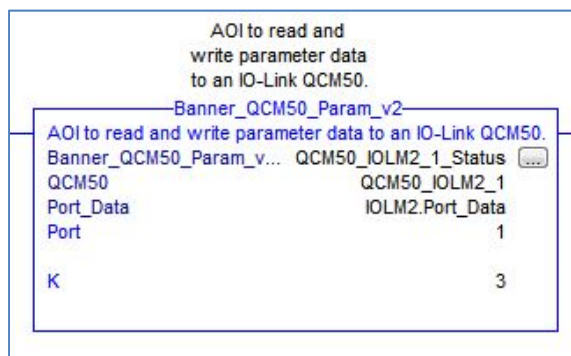 AOI to read and
write parameter data
to an IO-Link QCM50.
Banner_QCM50_Param_v2
AOI to read and write parameter data to an IO-Link QCM50.
Banner_QCM50_Param_v... QCM50_IOLM2_1_Status ...
QCM50 QCM50_IOLM2_1
Port_Data IOLM2.Port_Data
Port 1
K 3